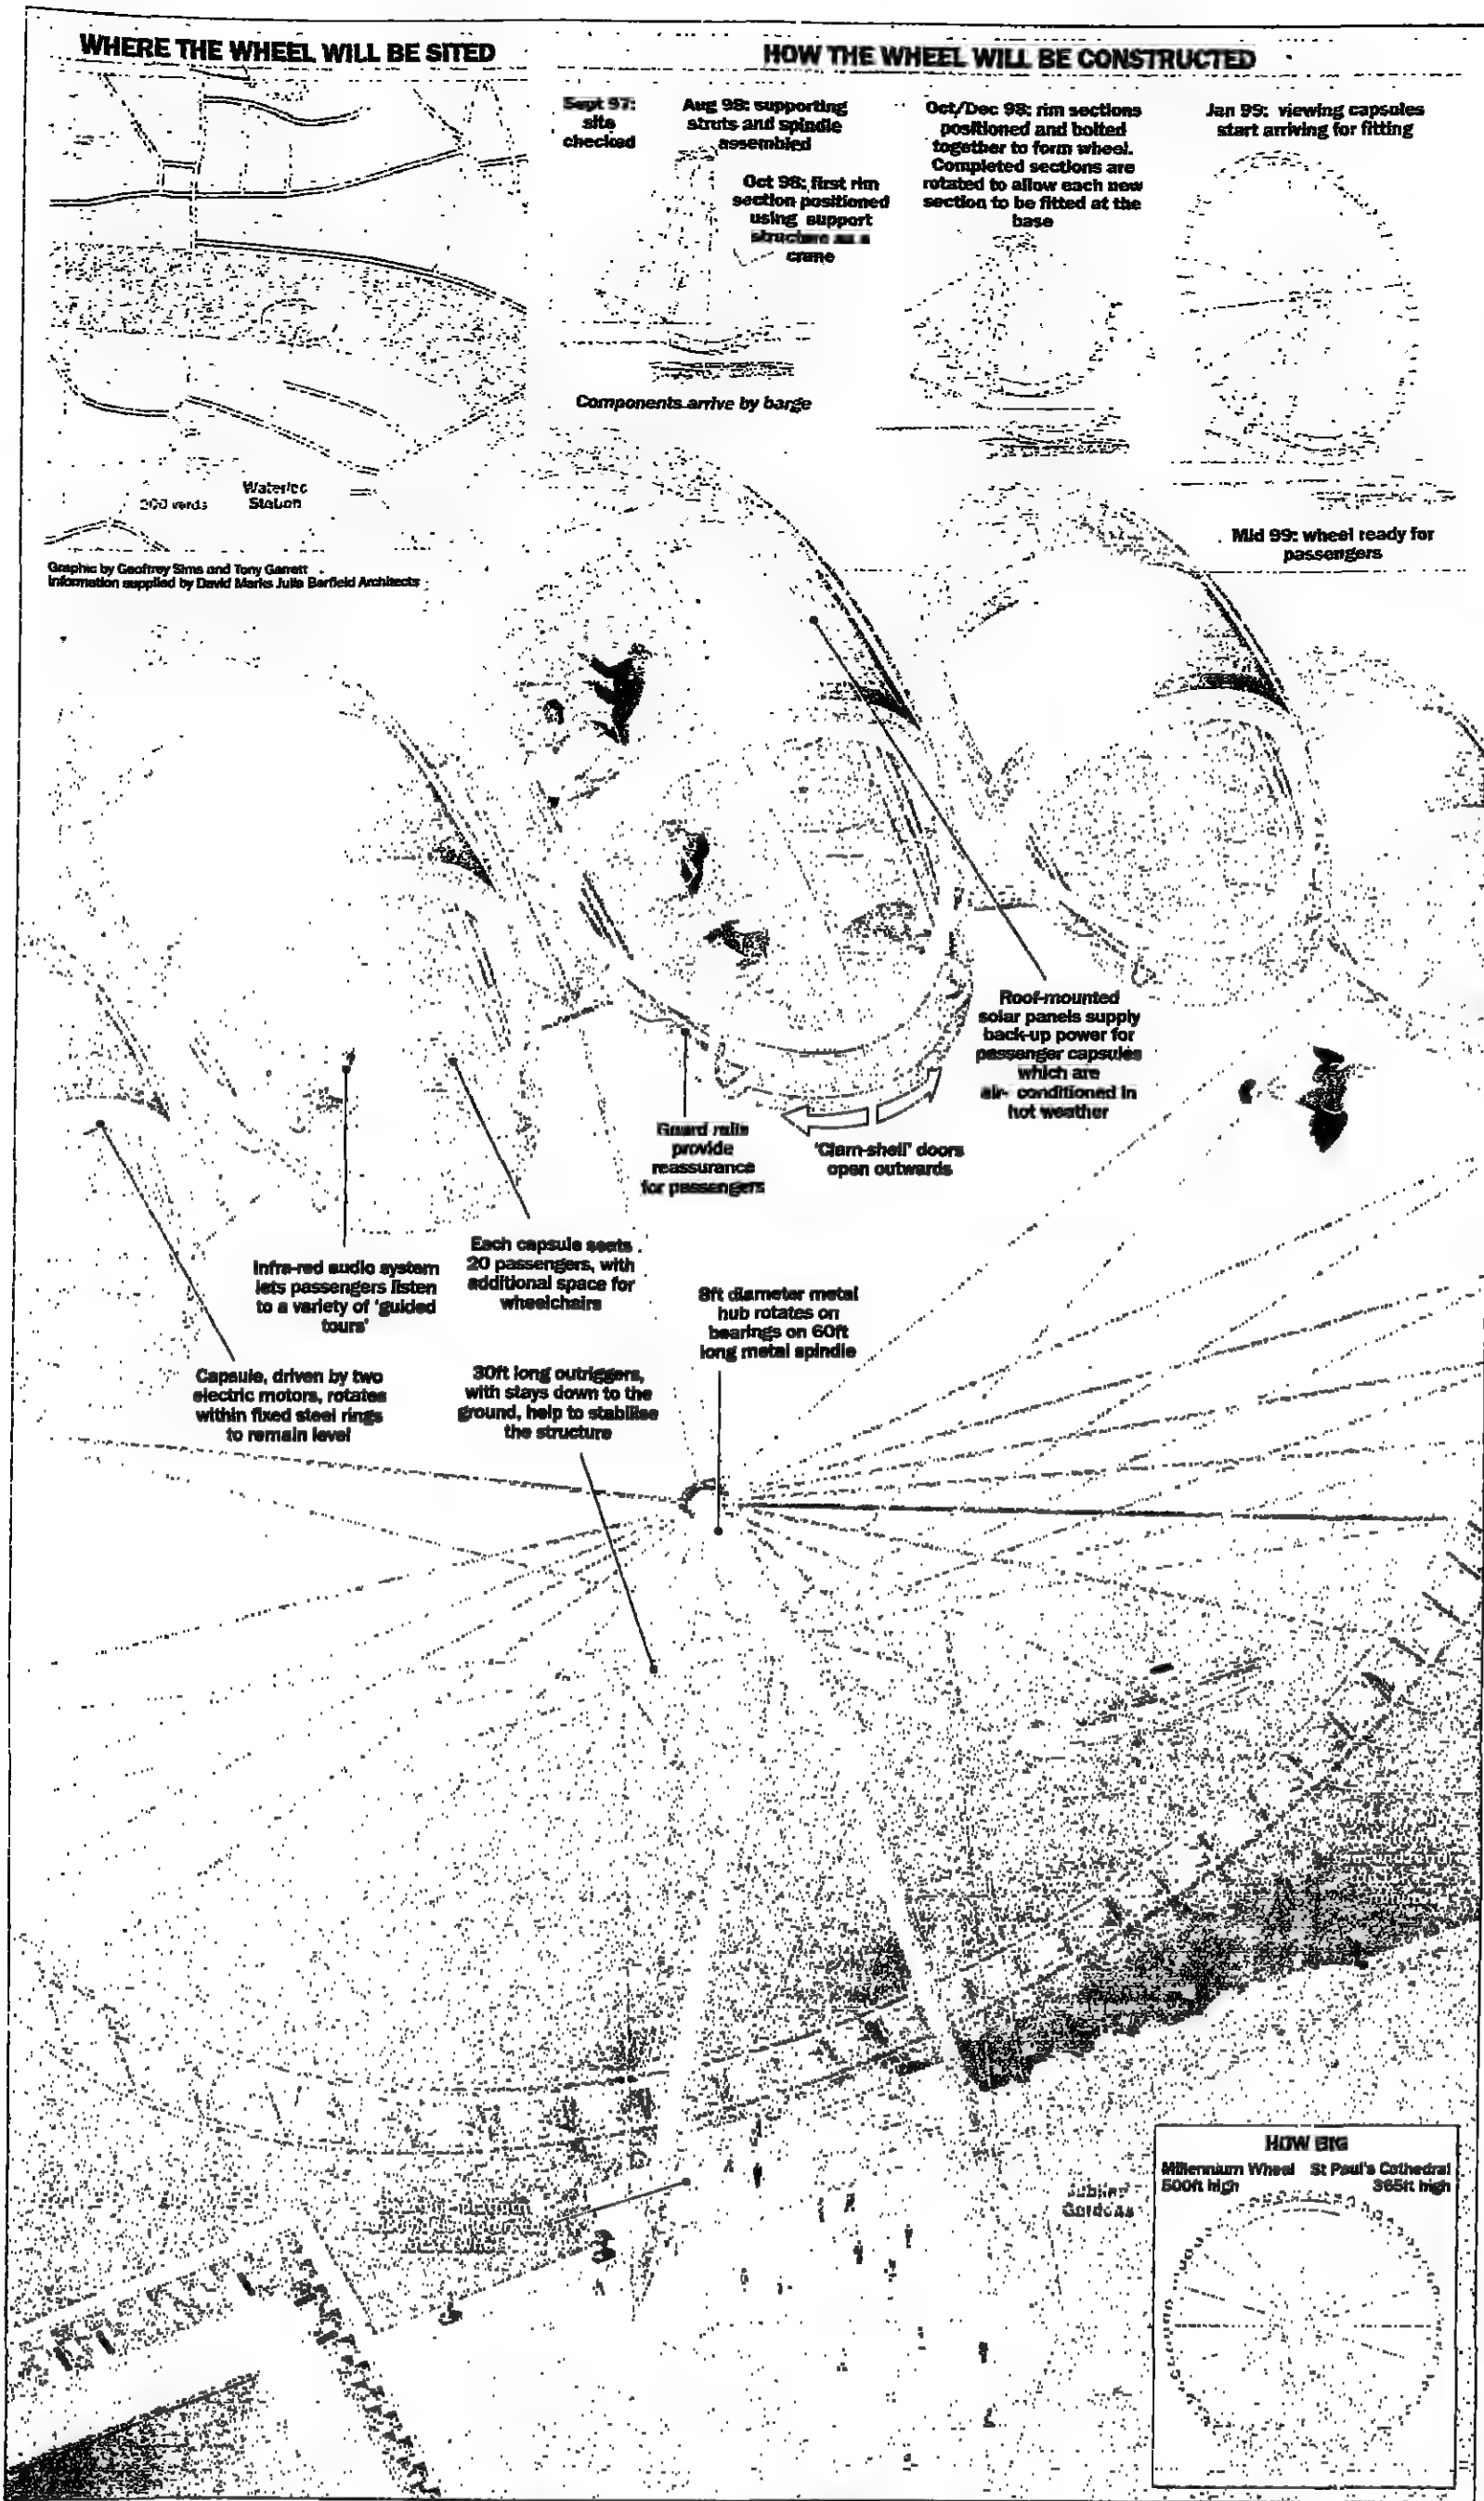 WHERE THE WHEEL WILL BE SITED
200 yards
Waterloo
Station
Graphic by Geoffrey Sims and Tony Garrett
Information supplied by David Marks Julia Barfield Architects
HOW THE WHEEL WILL BE CONSTRUCTED
Sept 97:
site
checked
Aug 98: supporting
struts and spindle
assembled
Oct 98: first rim
section positioned
using support
structure as a
crane
Components arrive by barge
Oct/Dec 98: rim sections
positioned and bolted
together to form wheel.
Completed sections are
rotated to allow each new
section to be fitted at the
base
Jan 99: viewing capsules
start arriving for fitting
Mid 99: wheel ready for
passengers
Roof-mounted
solar panels supply
back-up power for
passenger capsules
which are
air- conditioned in
hot weather
Guard rails
provide
reassurance
for passengers
'Clam-shell' doors
open outwards
Infra-red audio system
lets passengers listen
to a variety of 'guided
tours'
Each capsule seats
20 passengers, with
additional space for
wheelchairs
8ft diameter metal
hub rotates on
bearings on 60ft
long metal spindle
Capsule, driven by two
electric motors, rotates
within fixed steel rings
to remain level
30ft long outriggers,
with stays down to the
ground, help to stabilise
the structure
Jubilee
Gardens
HOW BIG
Millennium Wheel St Paul's Cathedral
500ft high 365ft high